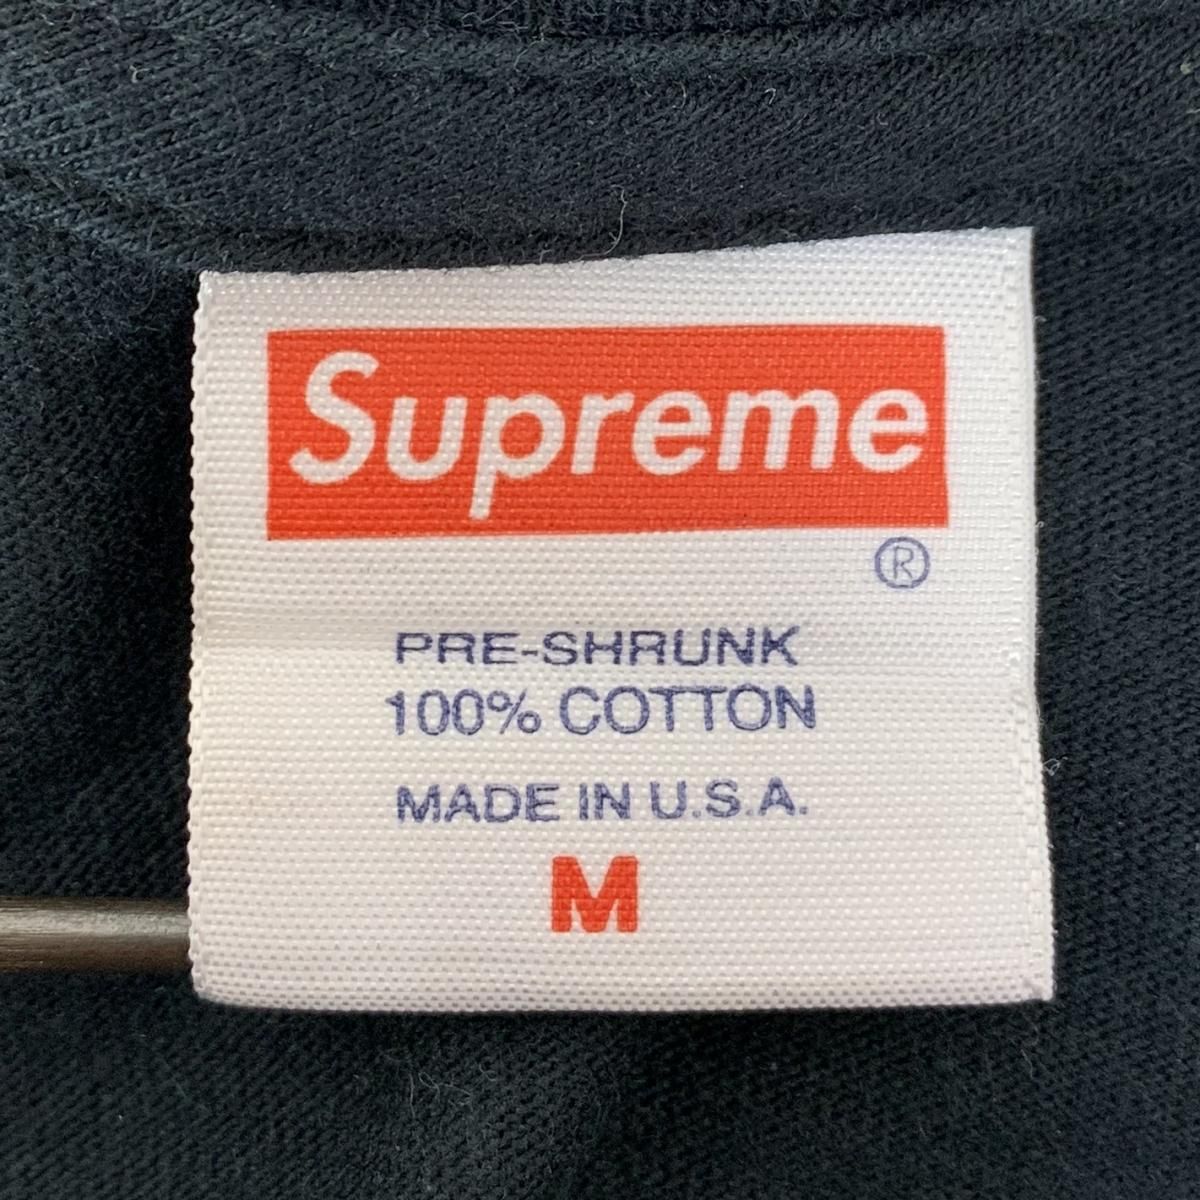 Supreme
®
PRE-SHRUNK
100% COTTON
MADE IN U.S.A.
M